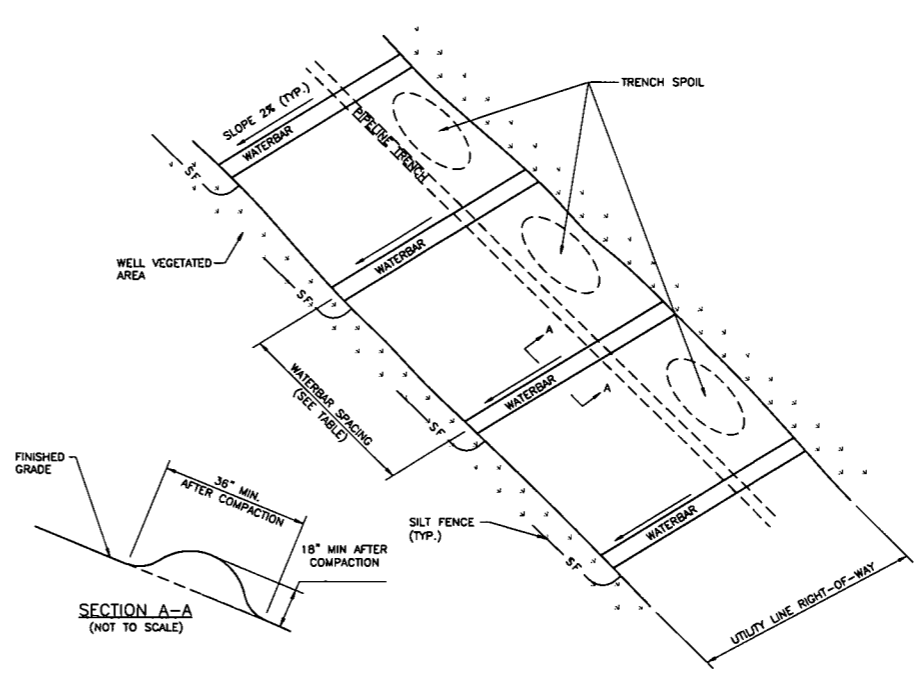 TRENCH SPOIL
SLOPE 2% (TYP.)
WATERBAR
PIPELINE TRENCH
SF
WELL VEGETATED
AREA
WATERBAR
SF
A
WATERBAR SPACING
(SEE TABLE)
WATERBAR
A
SF
FINISHED
GRADE
36" MIN.
AFTER COMPACTION
SILT FENCE
(TYP.)
WATERBAR
18" MIN AFTER
COMPACTION
SF
SECTION A-A
(NOT TO SCALE)
UTILITY LINE RIGHT-OF-WAY